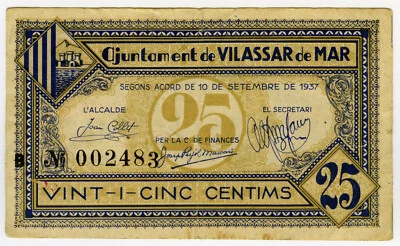 Ajuntament de VILASSAR de MAR
SEGONS ACORD DE 10 DE SETEMBRE DE 1937
L'ALCALDE
EL SECRETARI
25
PER LA C. DE FINANCES
B Nº 002483
VINT-I-CINC CENTIMS
25